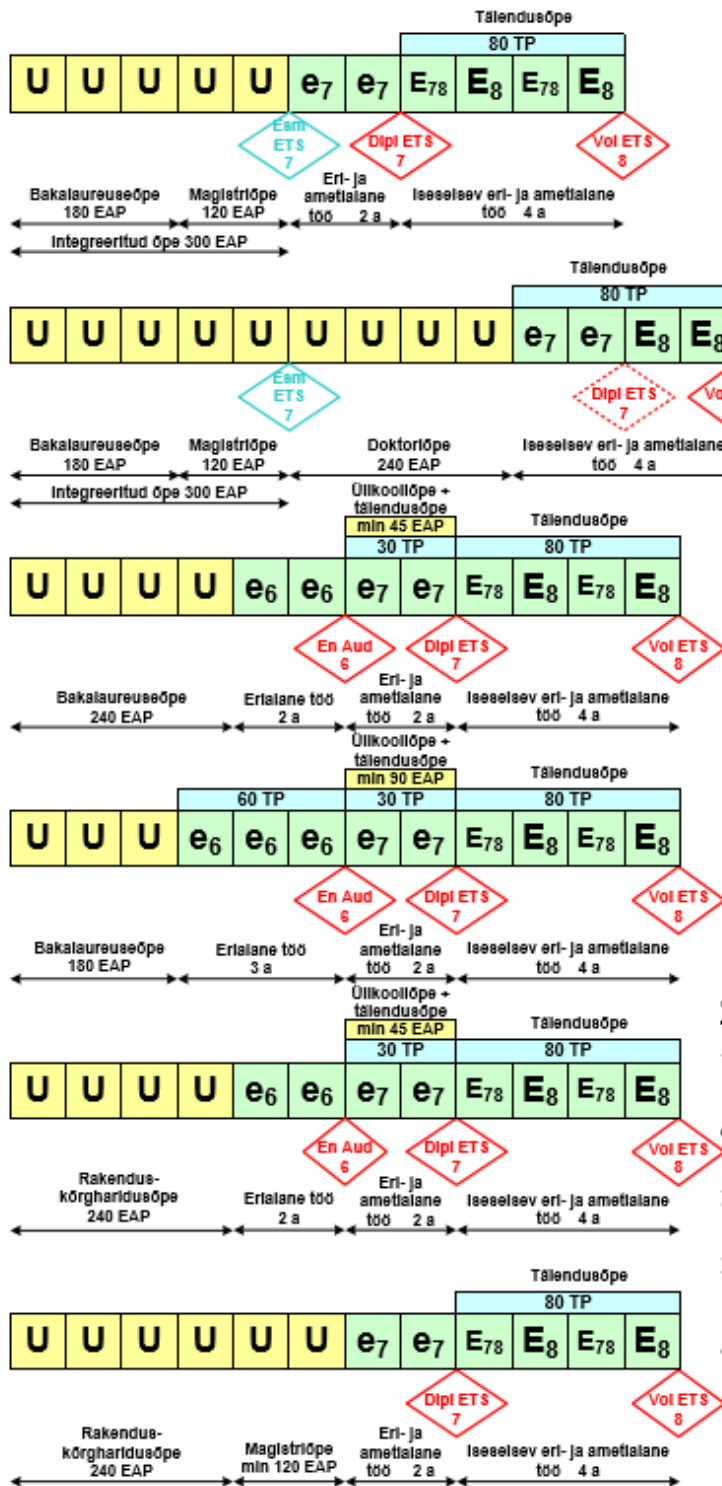 Täiendusõpe
80 TP
U U U U U e7 e7 E78 E8 E78 E8
Esm ETS 7
Dipl ETS 7
Vol ETS 8
Bakalaureuseõpe
180 EAP
Magistriõpe
120 EAP
Eri- ja
ametialane
töö 2 a
Iseseisev eri- ja ametialane
töö 4 a
Integreeritud õpe 300 EAP
Täiendusõpe
80 TP
U U U U U U U U U e7 e7 E8 E8
Esm ETS 7
Dipl ETS 7
Vo
Bakalaureuseõpe
180 EAP
Magistriõpe
120 EAP
Doktoriõpe
240 EAP
Iseseisev eri- ja ametialane
töö 4 a
Integreeritud õpe 300 EAP
Ülikooliõpe +
täiendusõpe
min 45 EAP
Täiendusõpe
30 TP
80 TP
U U U U e6 e6 e7 e7 E78 E8 E78 E8
En Aud 6
Dipl ETS 7
Vol ETS 8
Bakalaureuseõpe
240 EAP
Erialane töö
2 a
Eri- ja
ametialane
töö 2 a
Iseseisev eri- ja ametialane
töö 4 a
Ülikooliõpe +
täiendusõpe
min 90 EAP
Täiendusõpe
60 TP
30 TP
80 TP
U U U e6 e6 e6 e7 e7 E78 E8 E78 E8
En Aud 6
Dipl ETS 7
Vol ETS 8
Bakalaureuseõpe
180 EAP
Erialane töö
3 a
Eri- ja
ametialane
töö 2 a
Iseseisev eri- ja ametialane
töö 4 a
Ülikooliõpe +
täiendusõpe
min 45 EAP
Täiendusõpe
30 TP
80 TP
U U U U e6 e6 e7 e7 E78 E8 E78 E8
En Aud 6
Dipl ETS 7
Vol ETS 8
Rakendus-
kõrgharidusõpe
240 EAP
Erialane töö
2 a
Eri- ja
ametialane
töö 2 a
Iseseisev eri- ja ametialane
töö 4 a
Täiendusõpe
80 TP
U U U U U U e7 e7 E78 E8 E78 E8
Dipl ETS 7
Vol ETS 8
Rakendus-
kõrgharidusõpe
240 EAP
Magistriõpe
min 120 EAP
Eri- ja
ametialane
töö 2 a
Iseseisev eri- ja ametialane
töö 4 a